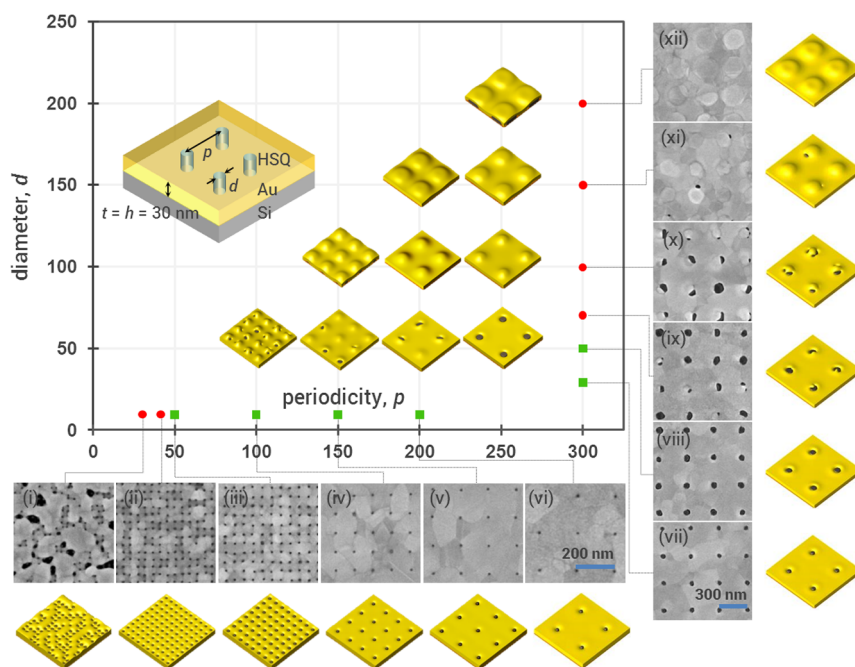 250
200
150
100
50
0
diameter, d
0
50
100
150
200
250
300
periodicity, p
p
d
HSQ
Au
Si
t = h = 30 nm
(xii)
(xi)
(x)
(ix)
(viii)
(vii)
300 nm
(i)
(ii)
(iii)
(iv)
(v)
(vi)
200 nm